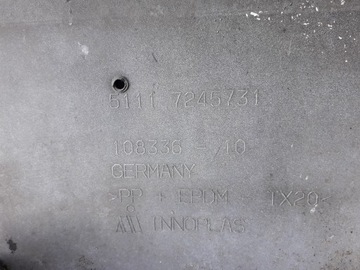 5111 7245731
108336 - /10
GERMANY
>PP + EPDM - TX20<
INNOPLAS